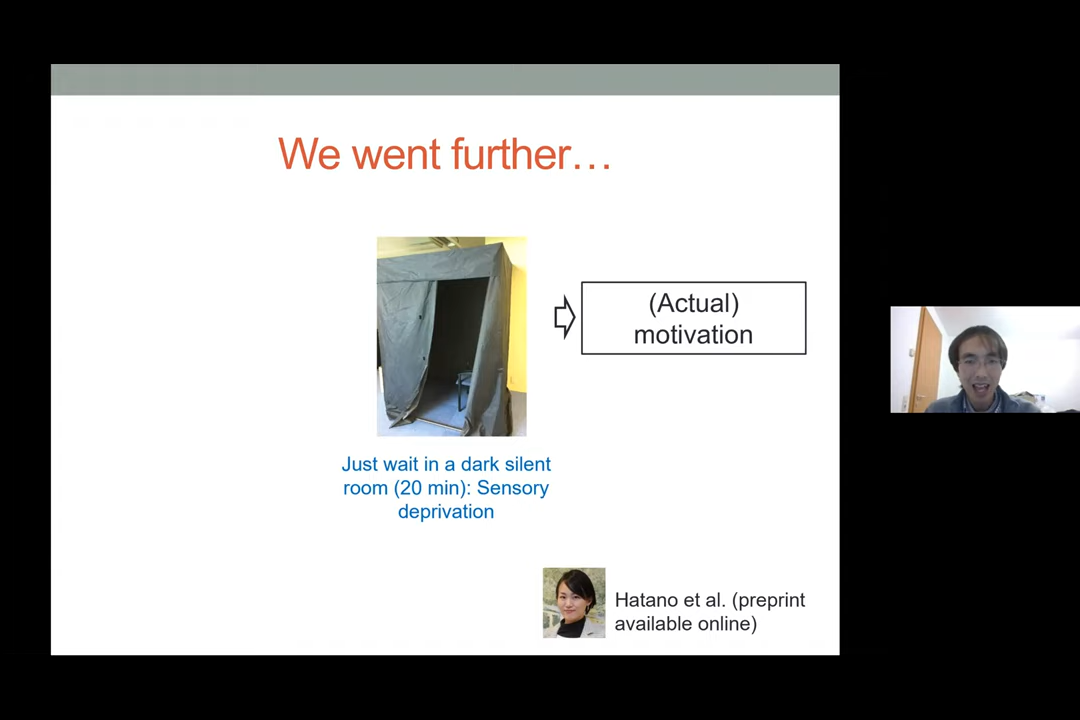 We went further…
(Actual)
motivation
Just wait in a dark silent
room (20 min): Sensory
deprivation
Hatano et al. (preprint
available online)